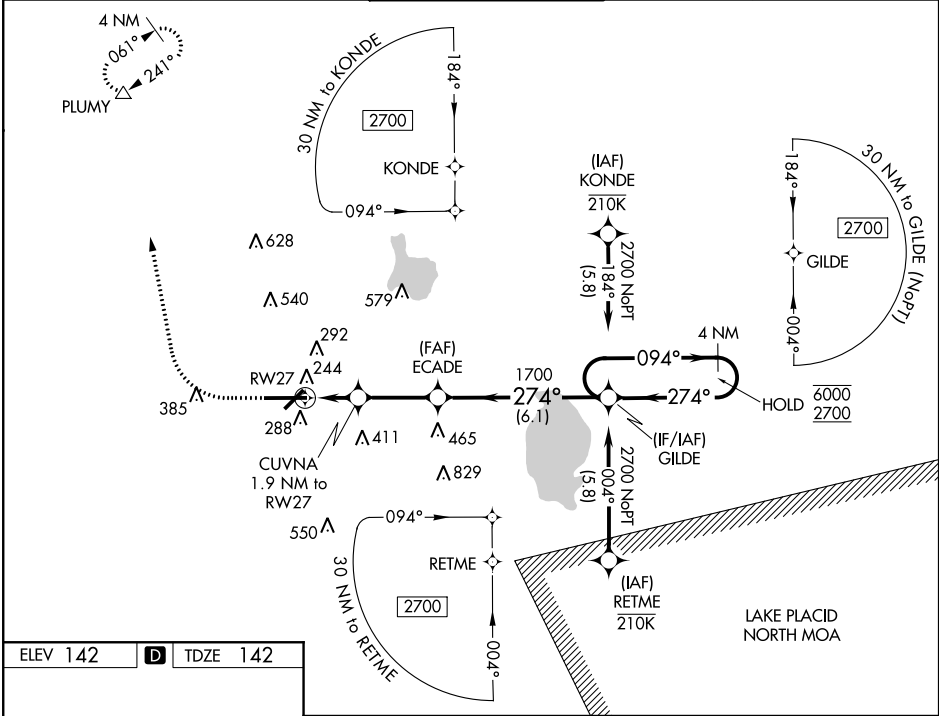 4 NM
061°
241°
PLUMY
30 NM to KONDE
184°
2700
KONDE
094°
(IAF)
KONDE
210K
2700 NoPT
184°
(5.8)
184°
30 NM to GILDE (NoPT)
2700
GILDE
004°
628
540
579
292
244
RW27
385
288
(FAF)
ECADE
1700
274°
(6.1)
4 NM
094°
274°
HOLD
6000
2700
(IF/IAF)
GILDE
411
465
CUVNA
1.9 NM to
RW27
829
2700 NoPT
004°
(5.8)
550
094°
RETME
30 NM to RETME
2700
004°
(IAF)
RETME
210K
LAKE PLACID
NORTH MOA
ELEV 142 D TDZE 142